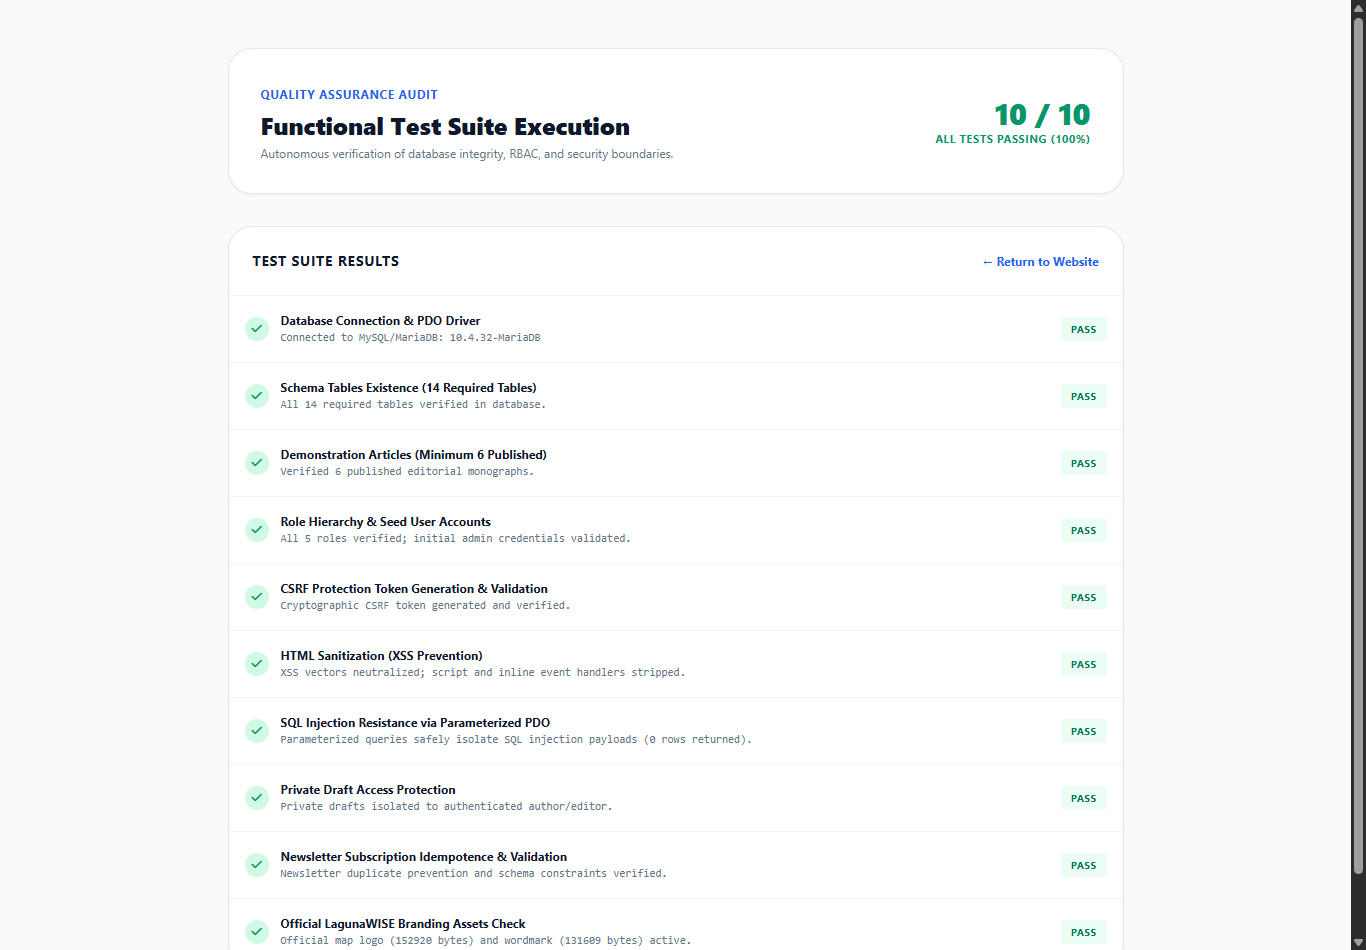 QUALITY ASSURANCE AUDIT
Functional Test Suite Execution
Autonomous verification of database integrity, RBAC, and security boundaries.
10 / 10
ALL TESTS PASSING (100%)
TEST SUITE RESULTS
← Return to Website
Database Connection & PDO Driver
Connected to MySQL/MariaDB: 10.4.32-MariaDB
PASS
Schema Tables Existence (14 Required Tables)
All 14 required tables verified in database.
PASS
Demonstration Articles (Minimum 6 Published)
Verified 6 published editorial monographs.
PASS
Role Hierarchy & Seed User Accounts
All 5 roles verified; initial admin credentials validated.
PASS
CSRF Protection Token Generation & Validation
Cryptographic CSRF token generated and verified.
PASS
HTML Sanitization (XSS Prevention)
XSS vectors neutralized; script and inline event handlers stripped.
PASS
SQL Injection Resistance via Parameterized PDO
Parameterized queries safely isolate SQL injection payloads (0 rows returned).
PASS
Private Draft Access Protection
Private drafts isolated to authenticated author/editor.
PASS
Newsletter Subscription Idempotence & Validation
Newsletter duplicate prevention and schema constraints verified.
PASS
Official LagunaWISE Branding Assets Check
Official map logo (152920 bytes) and wordmark (131609 bytes) active.
PASS